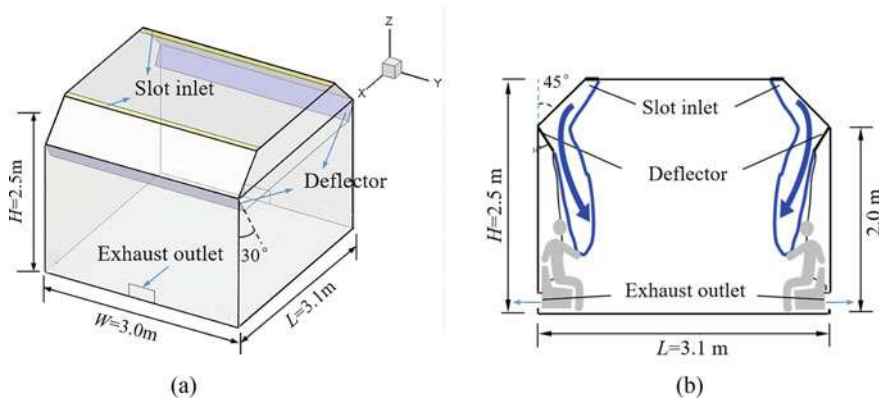 Z
Y
X
Slot inlet
Deflector
H=2.5m
30°
Exhaust outlet
W=3.0m
L=3.1m
(a)
45°
Slot inlet
Deflector
H=2.5 m
2.0 m
Exhaust outlet
L=3.1 m
(b)